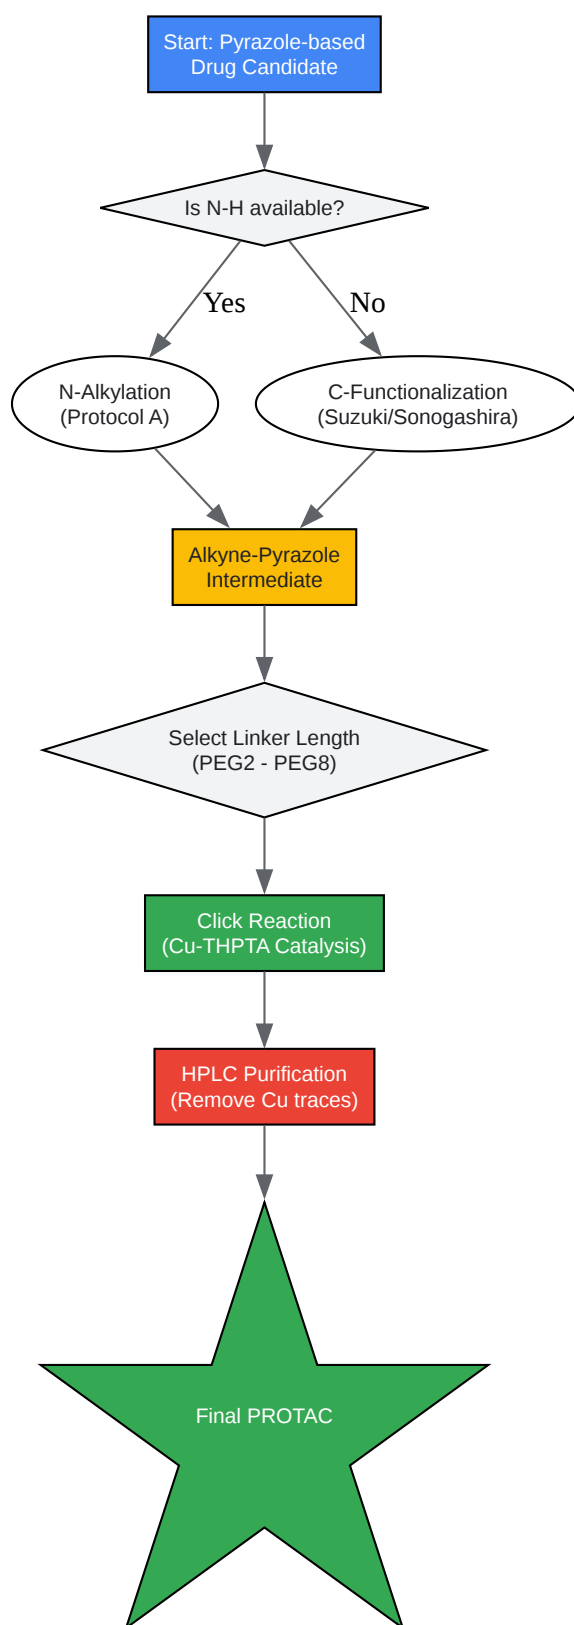 Start: Pyrazole-based
Drug Candidate
Is N-H available?
Yes
No
N-Alkylation
(Protocol A)
C-Functionalization
(Suzuki/Sonogashira)
Alkyne-Pyrazole
Intermediate
Select Linker Length
(PEG2 - PEG8)
Click Reaction
(Cu-THPTA Catalysis)
HPLC Purification
(Remove Cu traces)
Final PROTAC